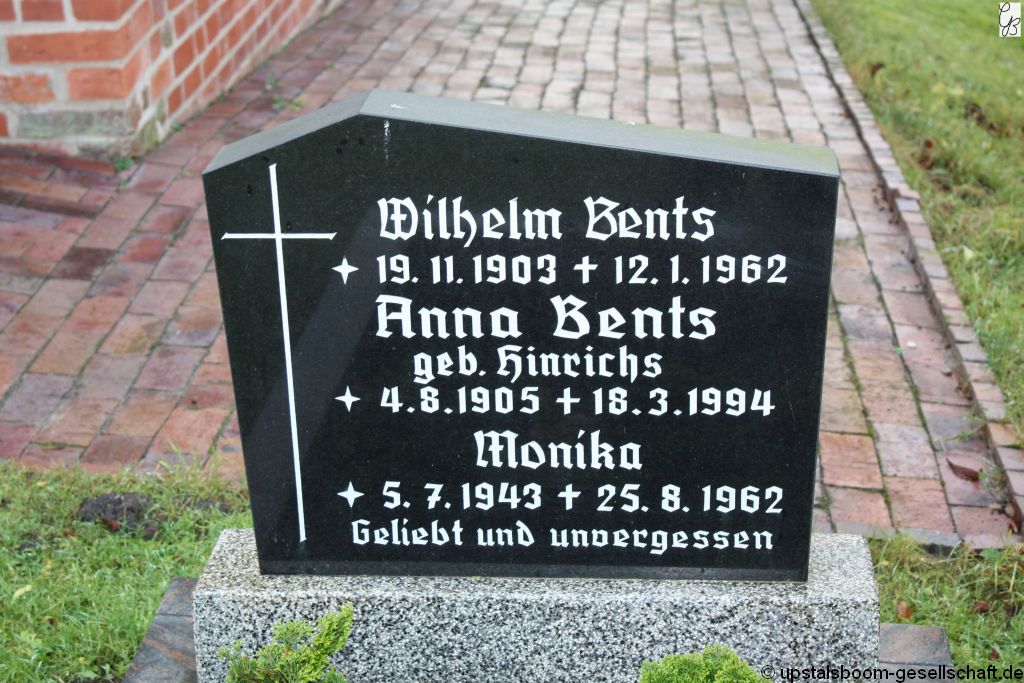 Wilhelm Bents
19.11.1903 ✝ 12.1.1962
Anna Bents
geb. Hinrichs
4.8.1905 ✝ 18.3.1994
Monika
5.7.1943 ✝ 25.8.1962
Geliebt und unvergessen
© upstalsboom-gesellschaft.de